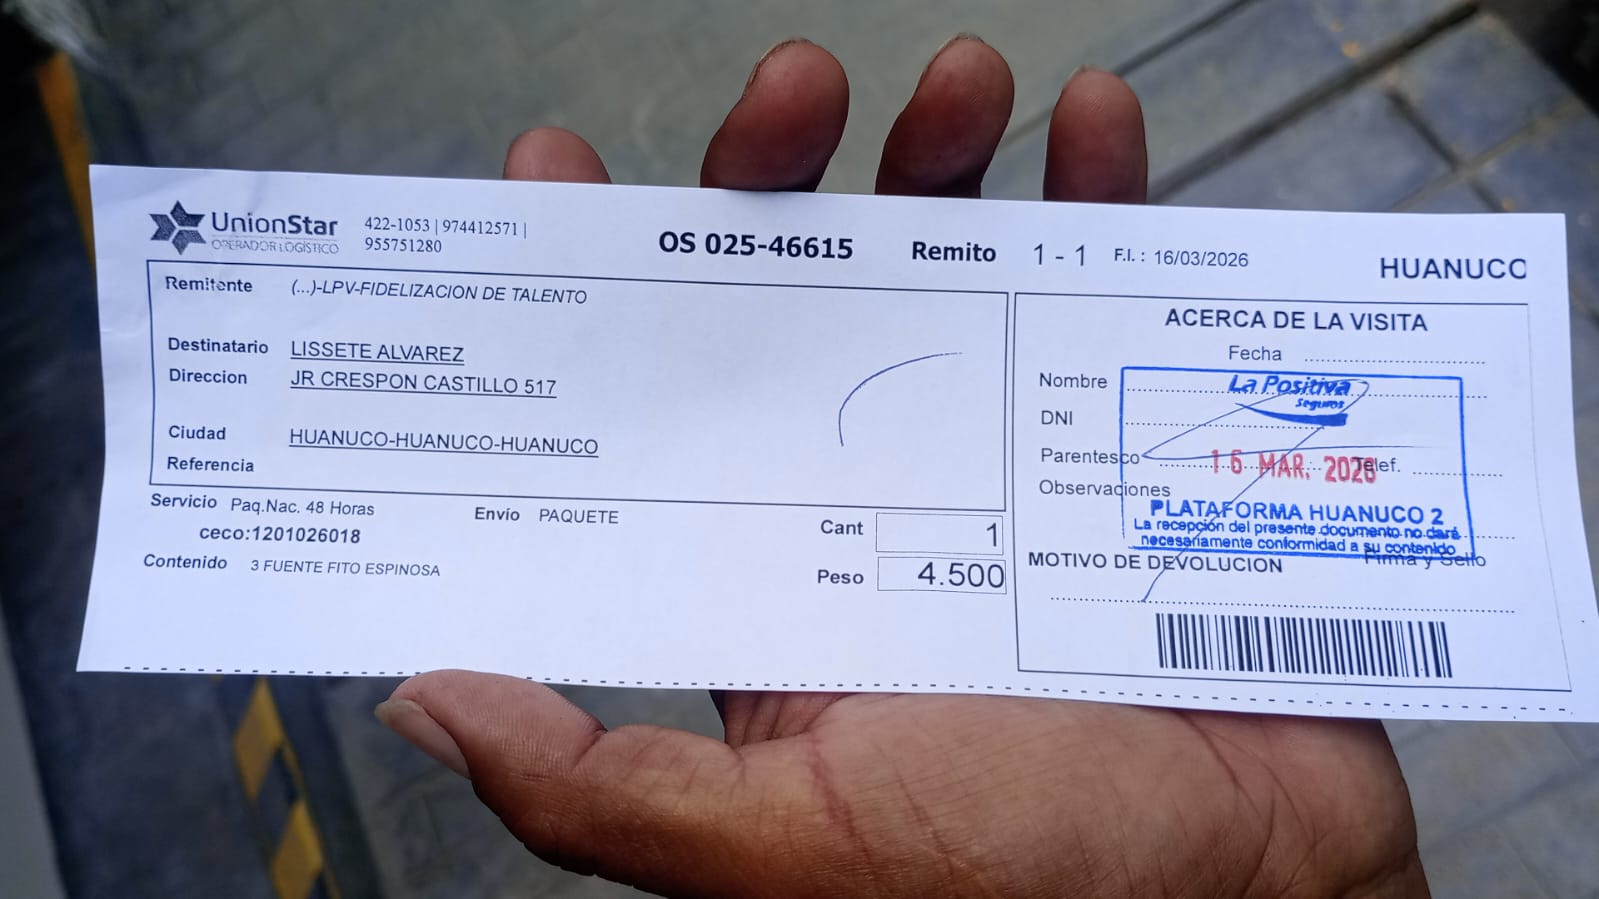 UnionStar
OPERADOR LOGÍSTICO
422-1053 | 974412571 |
955751280
OS 025-46615
Remito 1 - 1
F.I. : 16/03/2026
HUANUCO
Remitente (...)-LPV-FIDELIZACION DE TALENTO
Destinatario LISSETE ALVAREZ
Direccion JR CRESPON CASTILLO 517
Ciudad HUANUCO-HUANUCO-HUANUCO
Referencia
Servicio Paq.Nac. 48 Horas
Envío PAQUETE
ceco:1201026018
Contenido 3 FUENTE FITO ESPINOSA
Cant 1
Peso 4.500
ACERCA DE LA VISITA
Fecha
Nombre
DNI
Parentesco
Telef.
Observaciones
La Positiva
Seguros
16 MAR. 2026
PLATAFORMA HUANUCO 2
La recepción del presente documento no dará
necesariamente conformidad a su contenido
Firma y Sello
MOTIVO DE DEVOLUCION